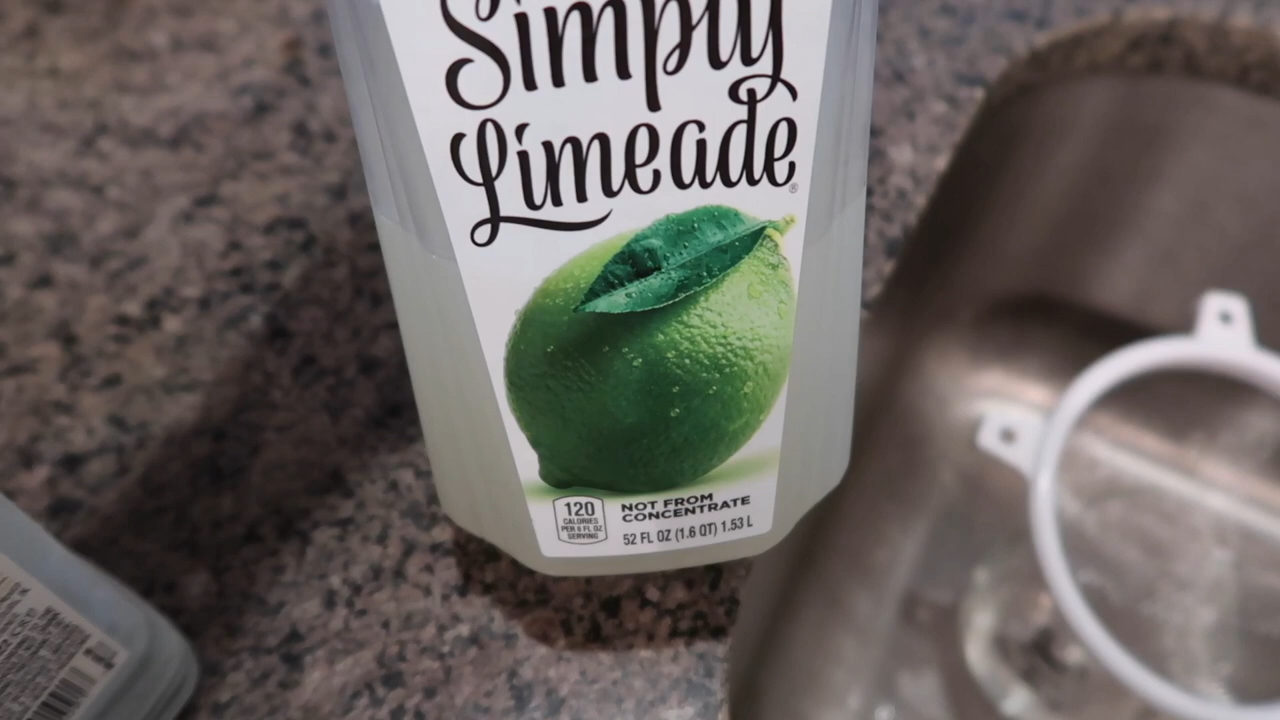 Simply
Limeade
®
120
CALORIES
PER 8 FL OZ
SERVING
NOT FROM
CONCENTRATE
52 FL OZ (1.6 QT) 1.53 L